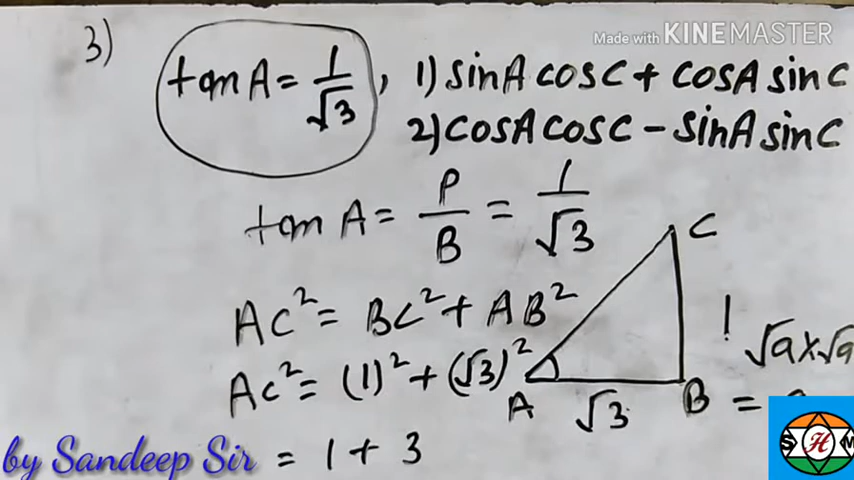 Made with KINEMASTER
3) tan A = 1/√3 , 1) sinA cosC + cosA sinC
2) cosA cosC - sinA sinC
tan A = P/B = 1/√3
C
AC² = BC² + AB²
1
√a x √a
AC² = (1)² + (√3)²
A √3 B =
by Sandeep Sir = 1 + 3
S H M